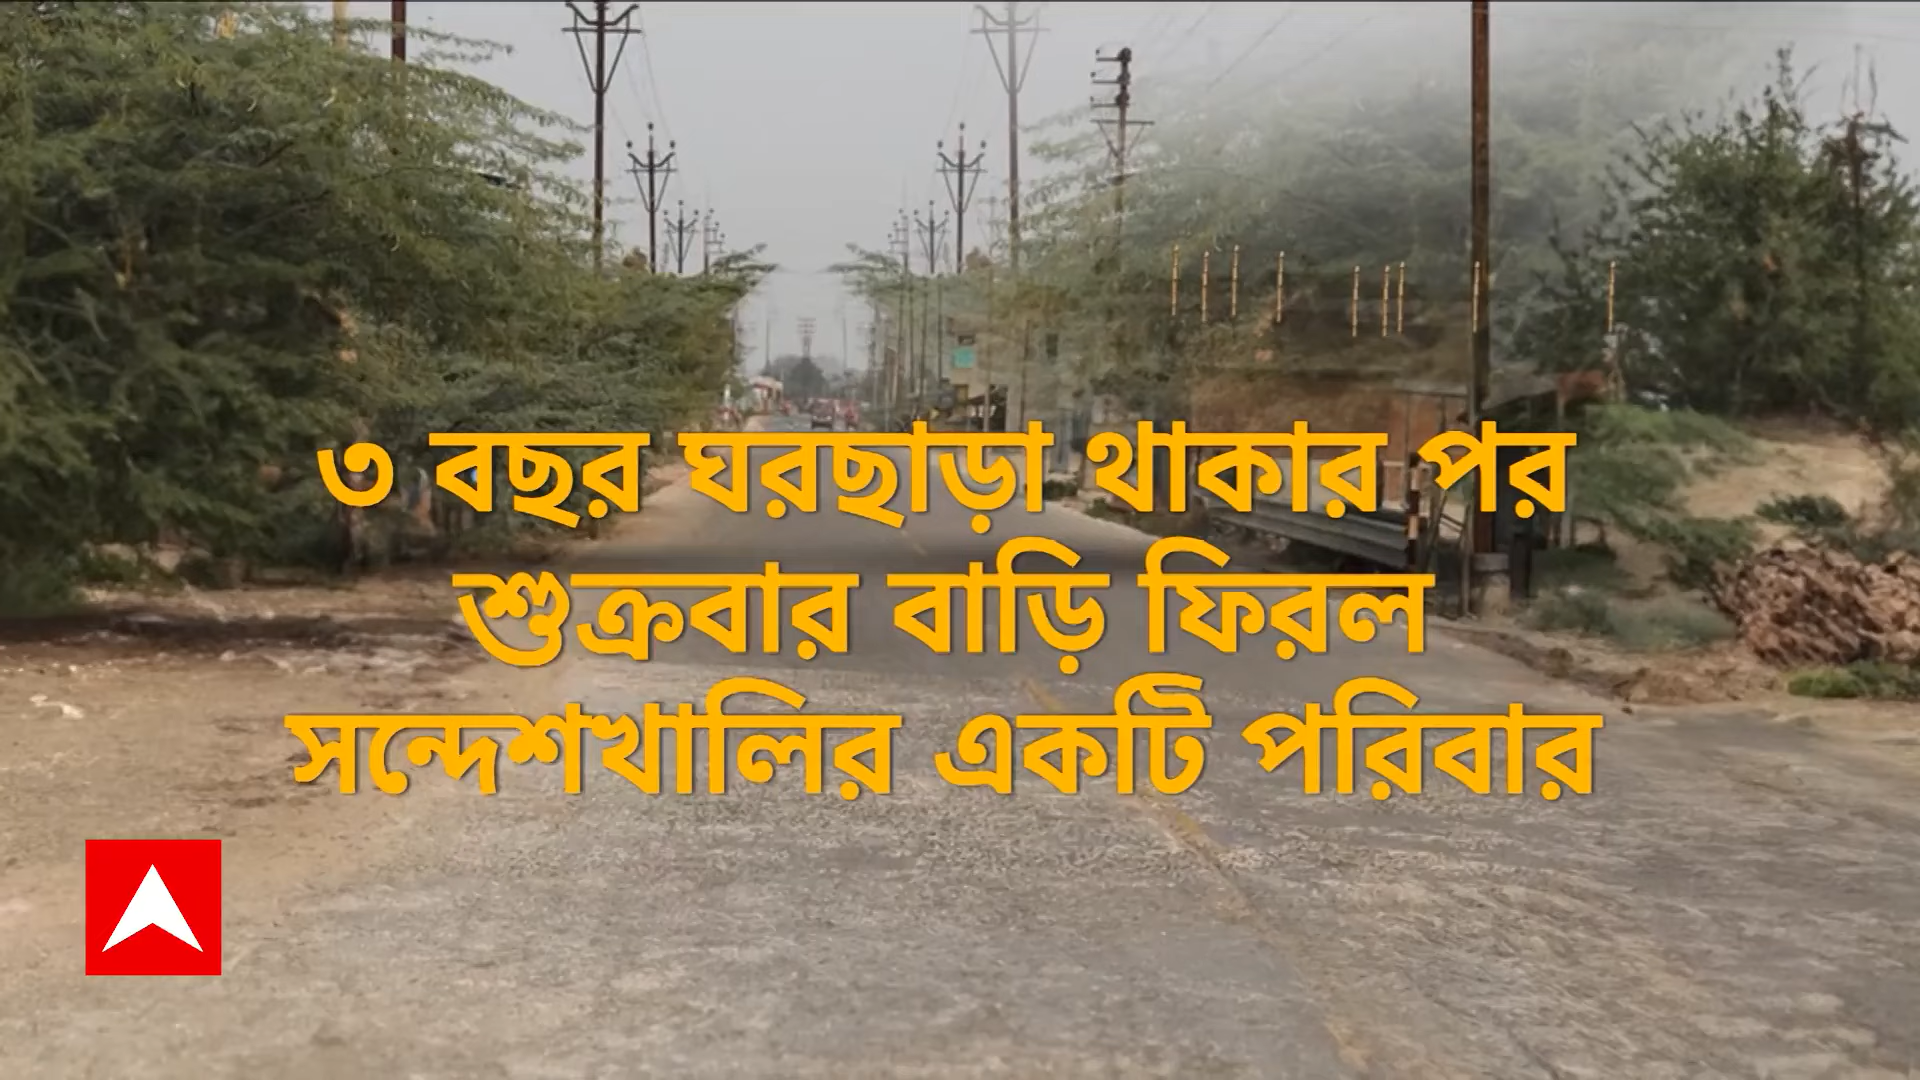 ৩ বছর ঘরছাড়া থাকার পর
শুক্রবার বাড়ি ফিরল
সন্দেশখালির একটি পরিবার